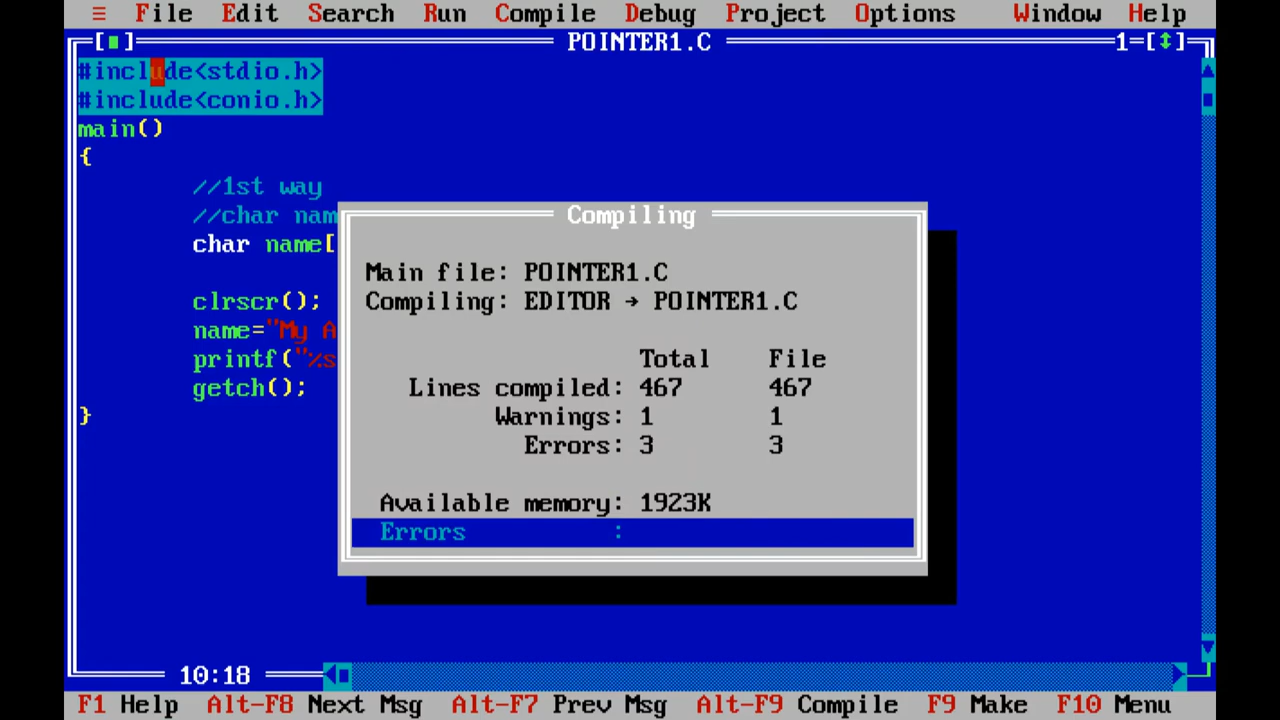 ≡ File Edit Search Run Compile Debug Project Options Window Help
[■] POINTER1.C 1=[↕]
#include<stdio.h>
#include<conio.h>
main()
{
//1st way
//char nam
char name[
clrscr();
name="My A
printf("%s
getch();
}
Compiling
Main file: POINTER1.C
Compiling: EDITOR → POINTER1.C
Total File
Lines compiled: 467 467
Warnings: 1 1
Errors: 3 3
Available memory: 1923K
Errors :
10:18
F1 Help Alt-F8 Next Msg Alt-F7 Prev Msg Alt-F9 Compile F9 Make F10 Menu